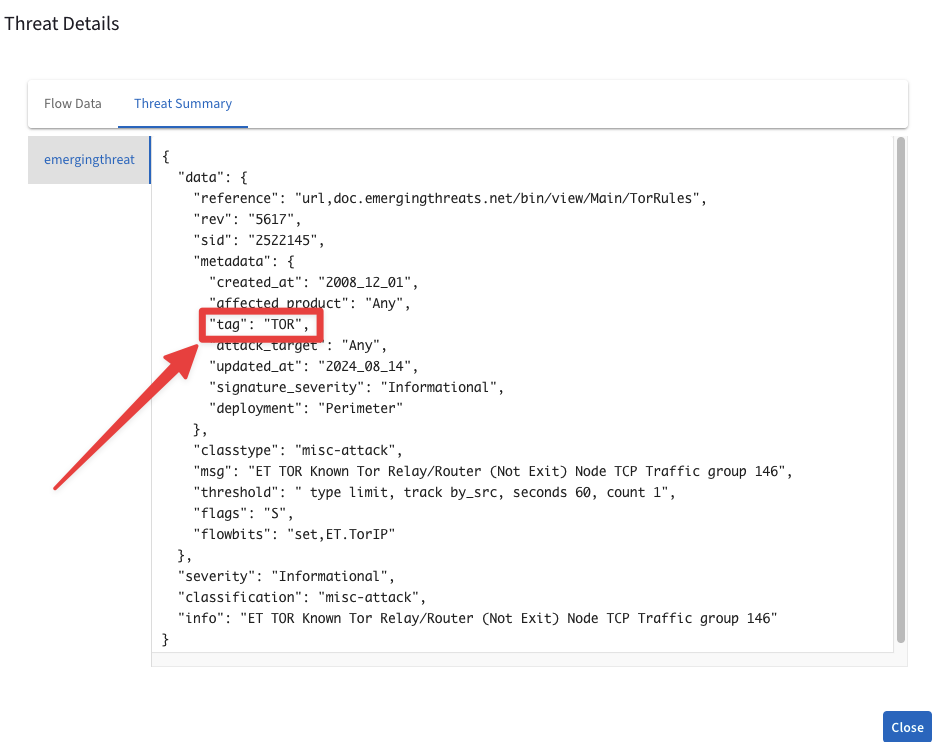 Threat Details
Flow Data
Threat Summary
emergingthreat
{
"data": {
"reference": "url,doc.emergingthreats.net/bin/view/Main/TorRules",
"rev": "5617",
"sid": "2522145",
"metadata": {
"created_at": "2008_12_01",
"affected_product": "Any",
"tag": "TOR",
"attack_target": "Any",
"updated_at": "2024_08_14",
"signature_severity": "Informational",
"deployment": "Perimeter"
},
"classtype": "misc-attack",
"msg": "ET TOR Known Tor Relay/Router (Not Exit) Node TCP Traffic group 146",
"threshold": " type limit, track by_src, seconds 60, count 1",
"flags": "S",
"flowbits": "set,ET.TorIP"
},
"severity": "Informational",
"classification": "misc-attack",
"info": "ET TOR Known Tor Relay/Router (Not Exit) Node TCP Traffic group 146"
}
Close